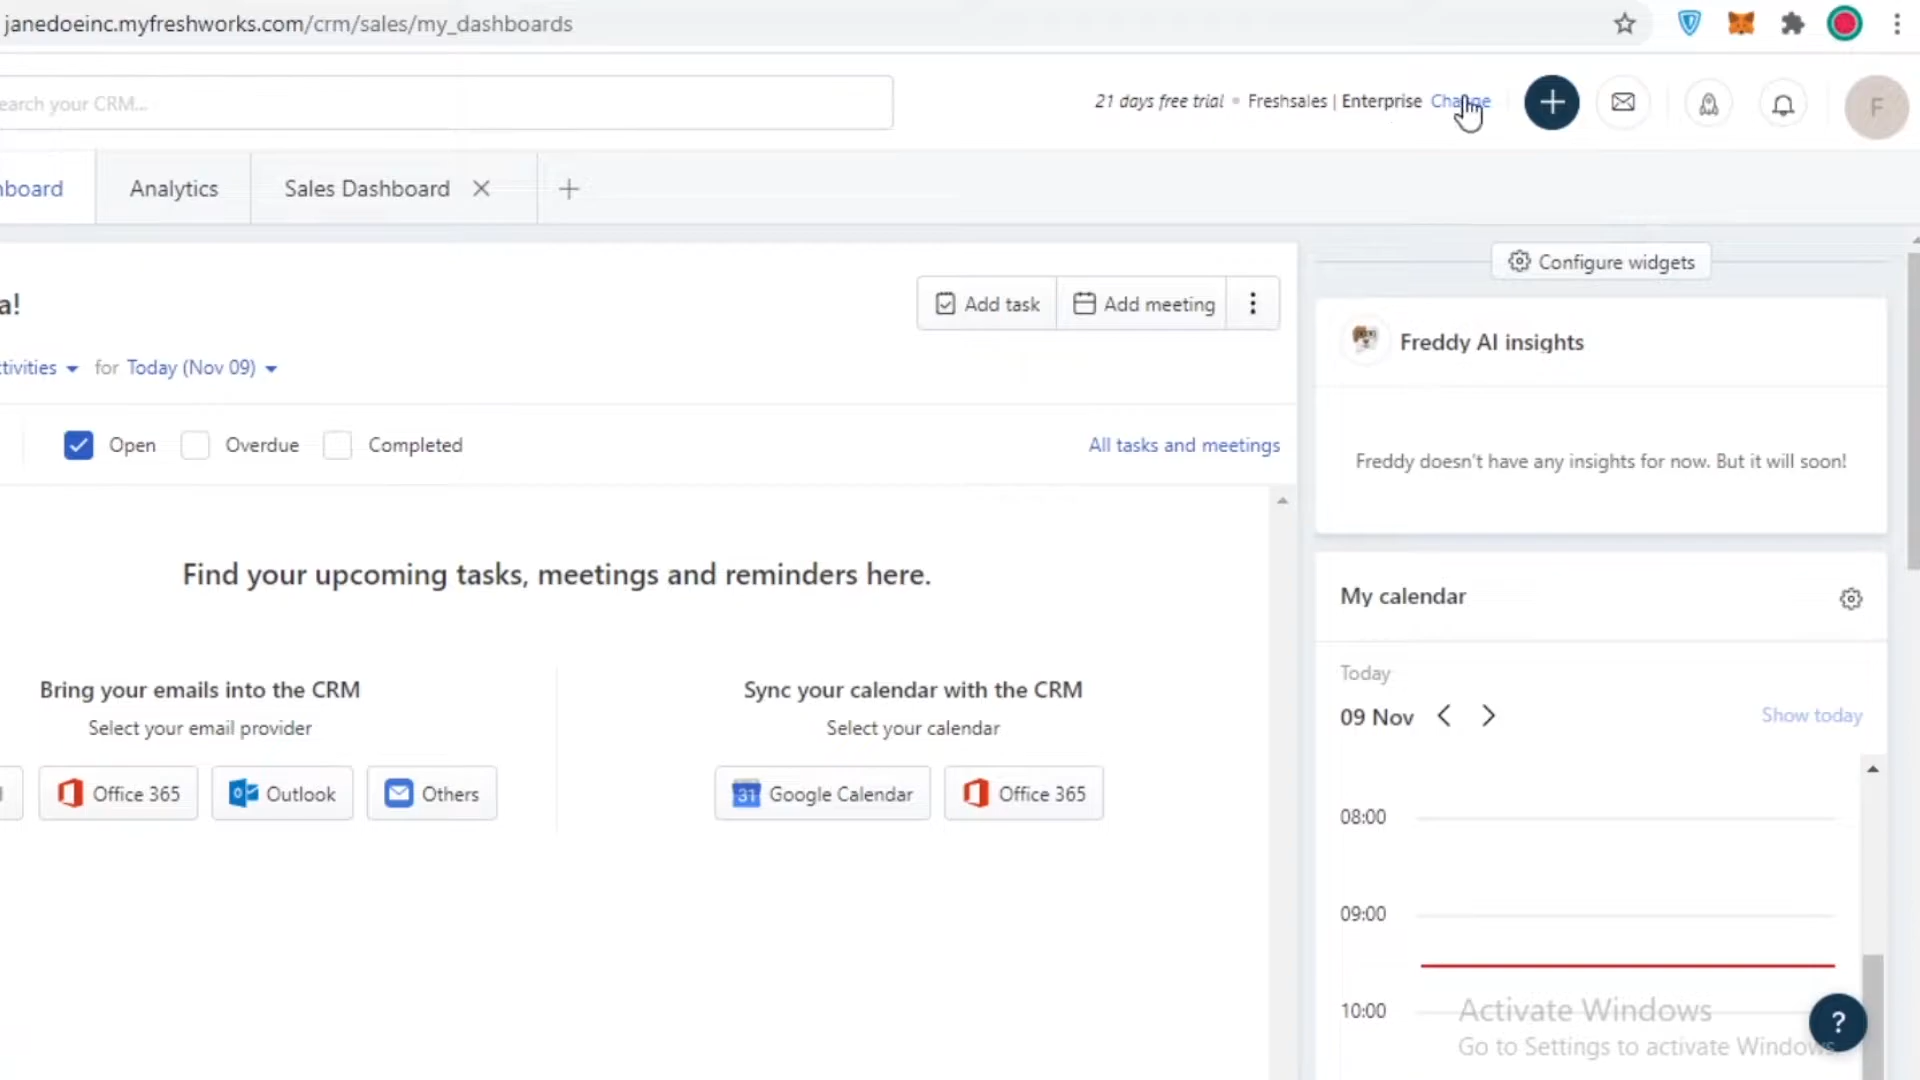 janedoeinc.myfreshworks.com/crm/sales/my_dashboards
earch your CRM...
21 days free trial • Freshsales | Enterprise Change
F
nboard
Analytics
Sales Dashboard
Configure widgets
a!
Add task
Add meeting
Freddy AI insights
tivities for Today (Nov 09)
Open
Overdue
Completed
All tasks and meetings
Freddy doesn't have any insights for now. But it will soon!
Find your upcoming tasks, meetings and reminders here.
My calendar
Today
09 Nov
Show today
Bring your emails into the CRM
Select your email provider
Office 365
Outlook
Others
Sync your calendar with the CRM
Select your calendar
31 Google Calendar
Office 365
08:00
09:00
10:00
Activate Windows
Go to Settings to activate Windows.
?